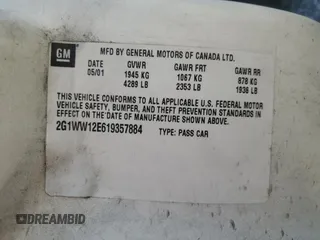 GM
MFD BY GENERAL MOTORS OF CANADA LTD.
DATE GVWR GAWR FRT GAWR RR
05/01 1945 KG 1067 KG 878 KG
4289 LB 2353 LB 1936 LB
THIS VEHICLE CONFORMS TO ALL APPLICABLE U.S. FEDERAL MOTOR
VEHICLE SAFETY, BUMPER, AND THEFT PREVENTION STANDARDS IN
EFFECT ON THE DATE OF MANUFACTURE SHOWN ABOVE.
2G1WW12E619357884 TYPE: PASS CAR
DREAMBID